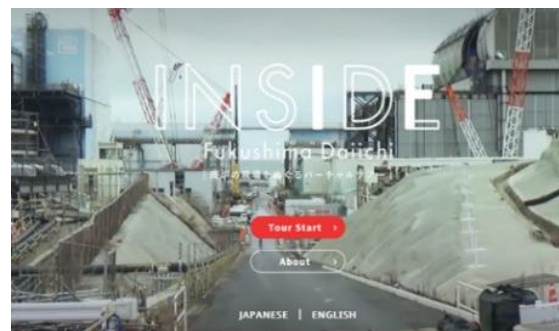 INSIDE
Fukushima Daiichi
Tour Start
About
JAPANESE | ENGLISH